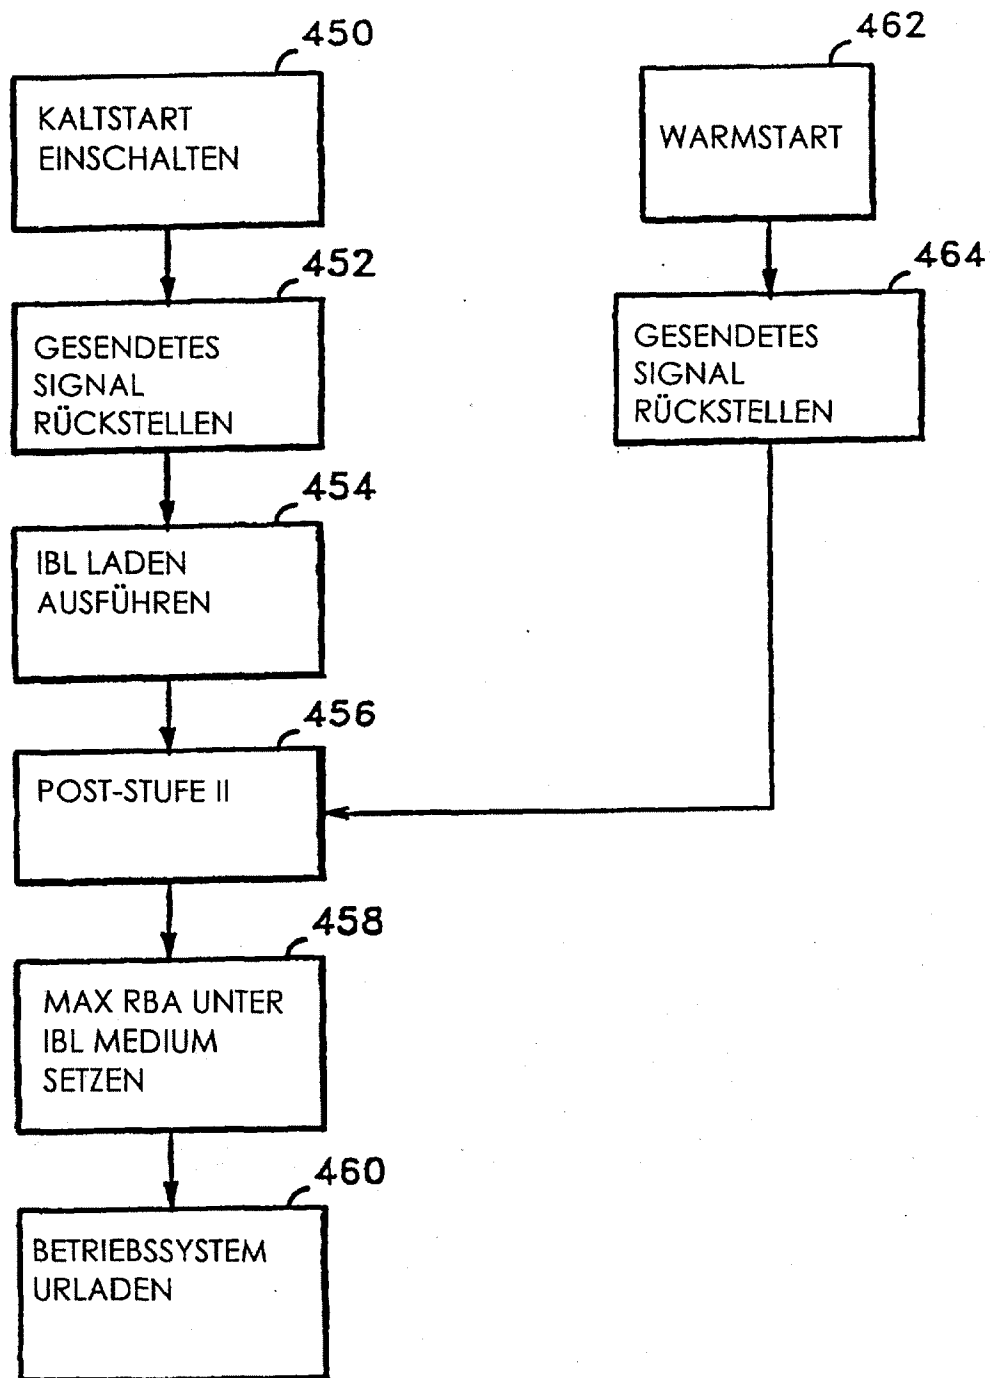 450
KALTSTART
EINSCHALTEN
452
GESENDETES
SIGNAL
RÜCKSTELLEN
454
IBL LADEN
AUSFÜHREN
456
POST-STUFE II
458
MAX RBA UNTER
IBL MEDIUM
SETZEN
460
BETRIEBSSYSTEM
URLADEN
462
WARMSTART
464
GESENDETES
SIGNAL
RÜCKSTELLEN